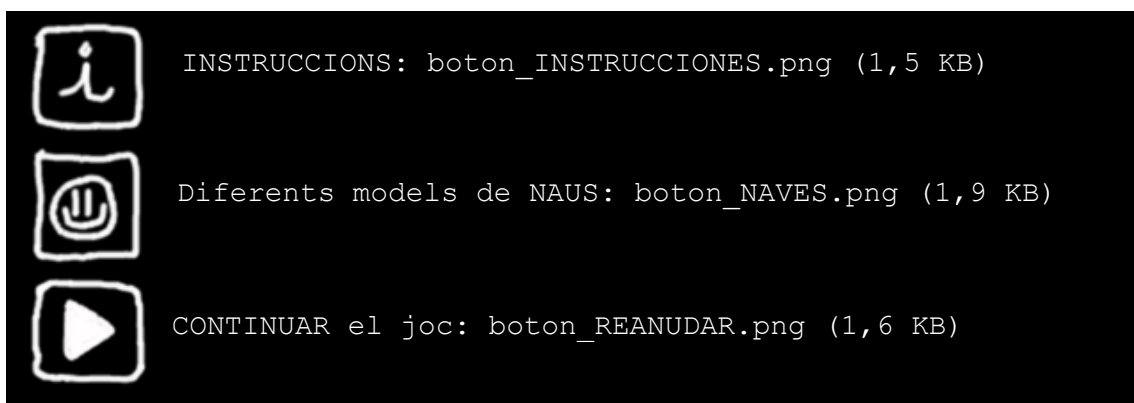 i
INSTRUCCIONS: boton_INSTRUCCIONES.png (1,5 KB)
Diferents models de NAUS: boton_NAVES.png (1,9 KB)
CONTINUAR el joc: boton_REANUDAR.png (1,6 KB)